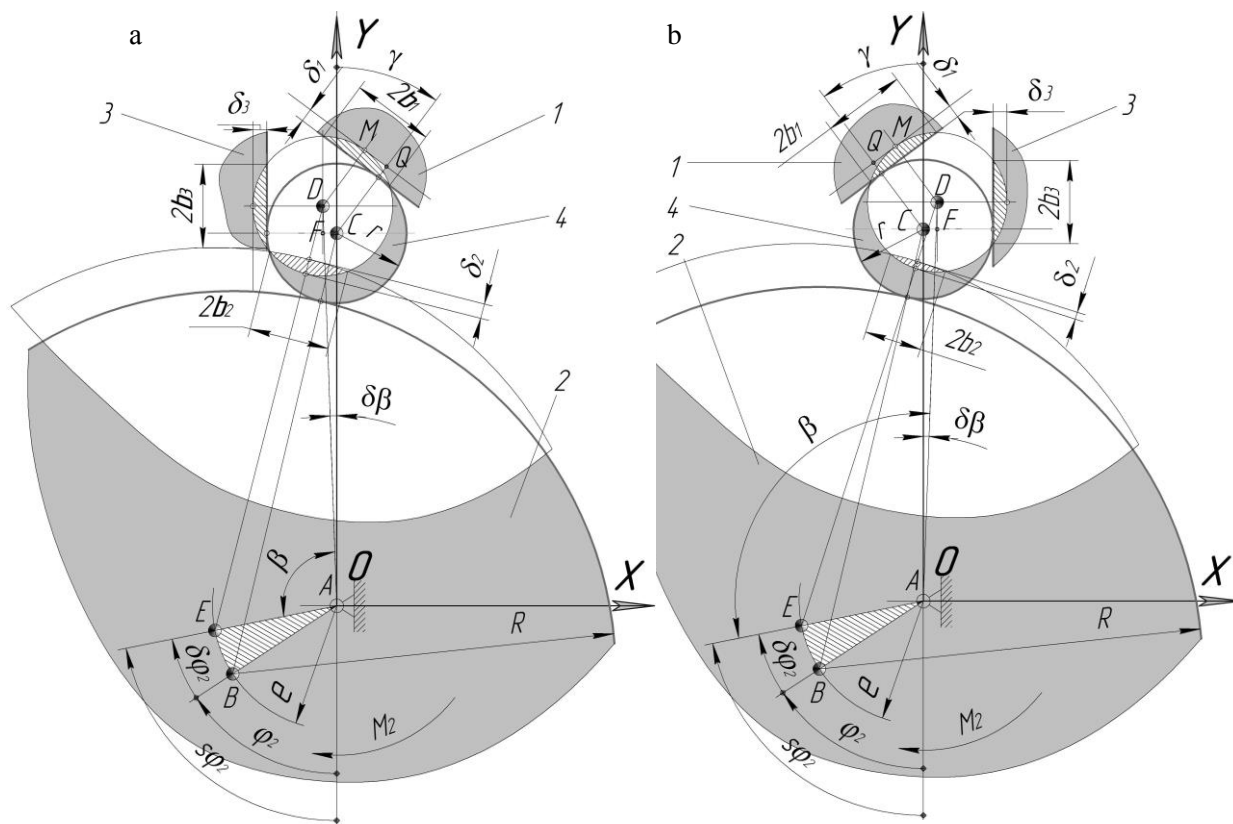 a
Y
δ₁
γ
2b₁
δ₃
3
M
1
Q
D
2b₃
F
C
r
4
δ₂
2b₂
2
δβ
β
O
A
X
E
R
δφ₂
B
e
M₂
φ₂
sφ₂
b
Y
γ
δ₁
δ₃
2b₁
M
3
Q
1
D
2b₃
4
C
F
r
2
δ₂
2b₂
β
δβ
O
A
X
E
R
δφ₂
B
e
M₂
φ₂
sφ₂